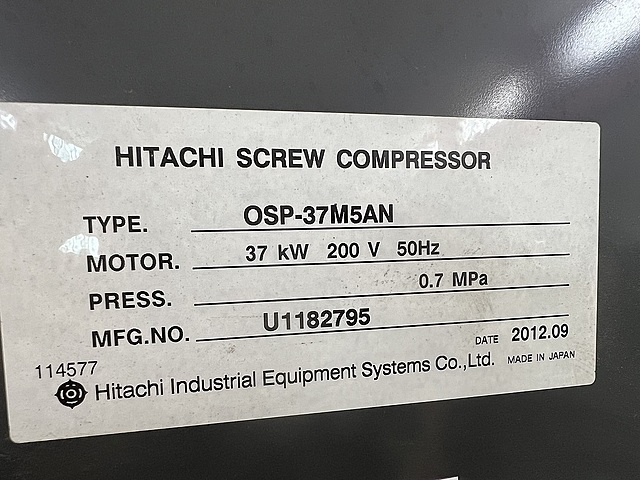 HITACHI SCREW COMPRESSOR
TYPE. OSP-37M5AN
MOTOR. 37 kW 200 V 50Hz
PRESS. 0.7 MPa
MFG.NO. U1182795
DATE 2012.09
114577
Hitachi Industrial Equipment Systems Co.,Ltd. MADE IN JAPAN